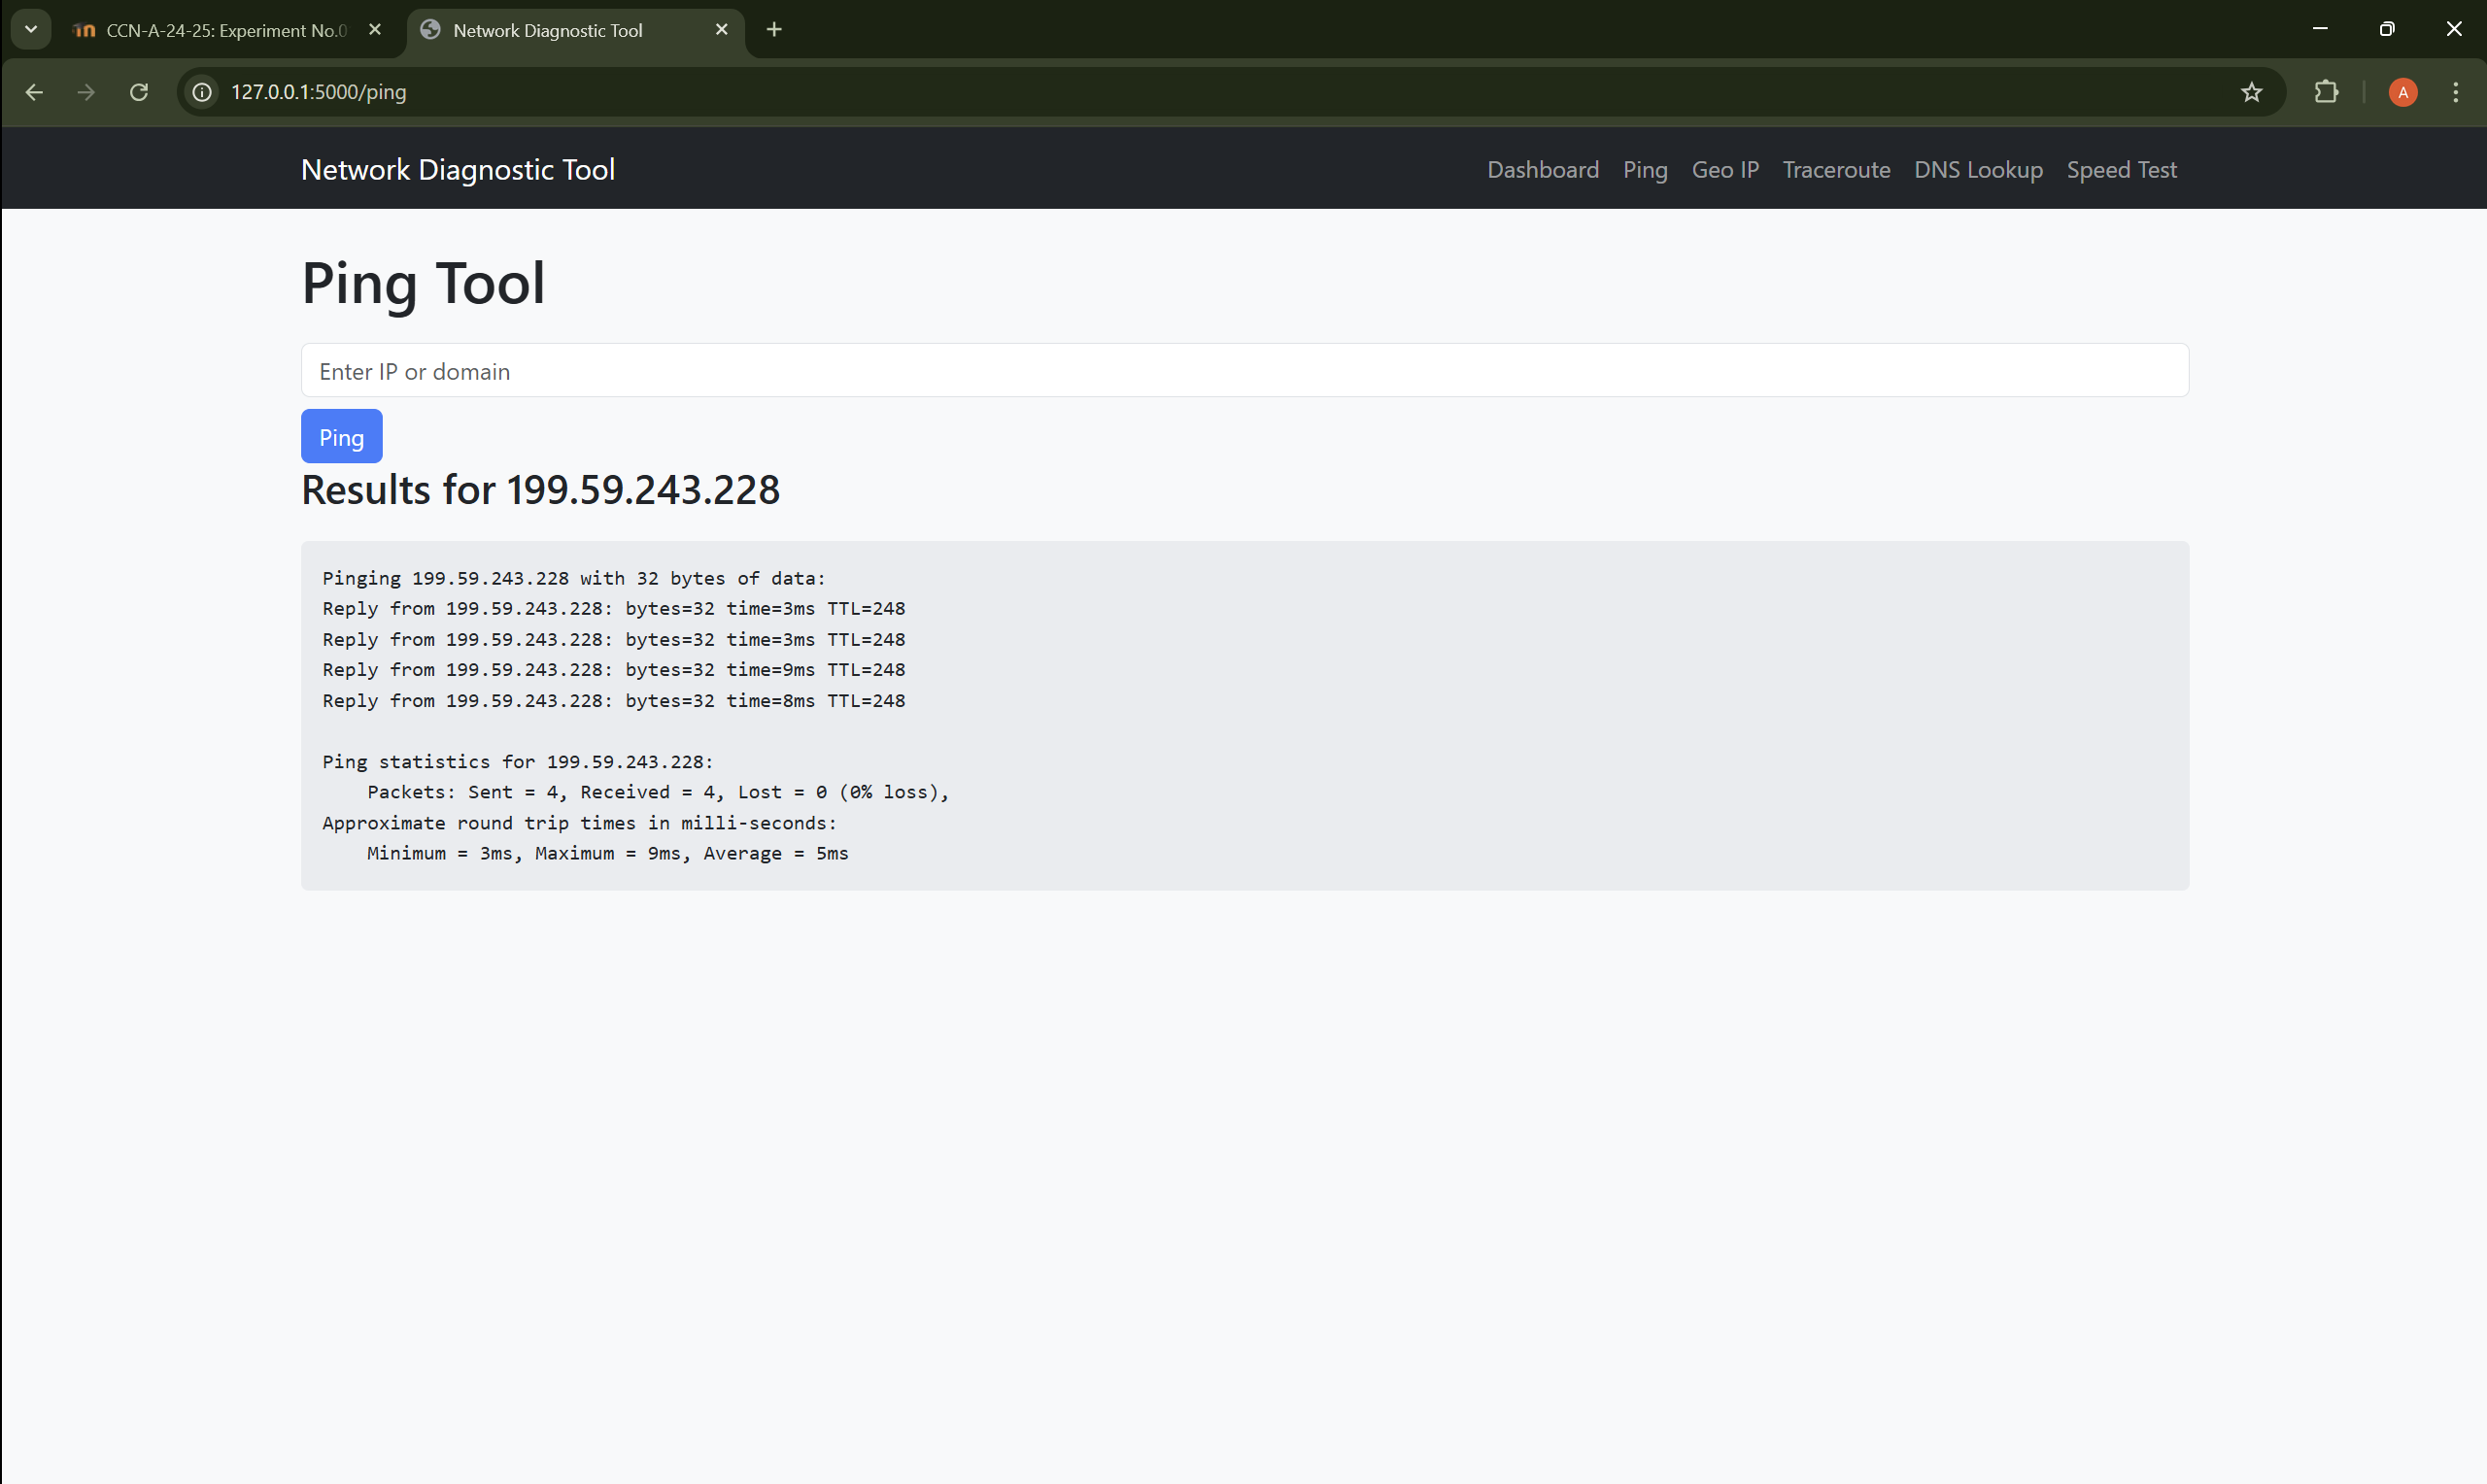 CCN-A-24-25: Experiment No.0
Network Diagnostic Tool
127.0.0.1:5000/ping
A
Network Diagnostic Tool
Dashboard Ping Geo IP Traceroute DNS Lookup Speed Test
Ping Tool
Enter IP or domain
Ping
Results for 199.59.243.228
Pinging 199.59.243.228 with 32 bytes of data:
Reply from 199.59.243.228: bytes=32 time=3ms TTL=248
Reply from 199.59.243.228: bytes=32 time=3ms TTL=248
Reply from 199.59.243.228: bytes=32 time=9ms TTL=248
Reply from 199.59.243.228: bytes=32 time=8ms TTL=248
Ping statistics for 199.59.243.228:
Packets: Sent = 4, Received = 4, Lost = 0 (0% loss),
Approximate round trip times in milli-seconds:
Minimum = 3ms, Maximum = 9ms, Average = 5ms